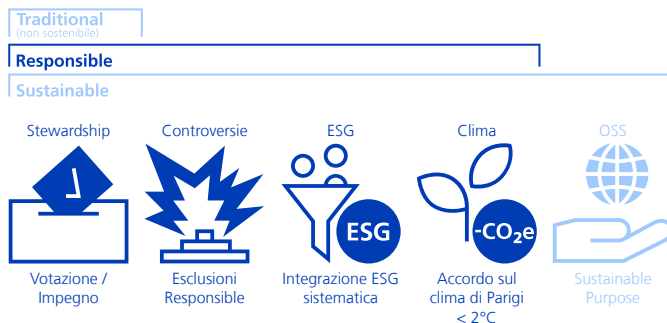 Traditional
(non sostenibile)
Responsible
Sustainable
Stewardship
Controversie
ESG
Clima
OSS
ESG
-CO₂e
Votazione /
Impegno
Esclusioni
Responsible
Integrazione ESG
sistematica
Accordo sul
clima di Parigi
< 2°C
Sustainable
Purpose